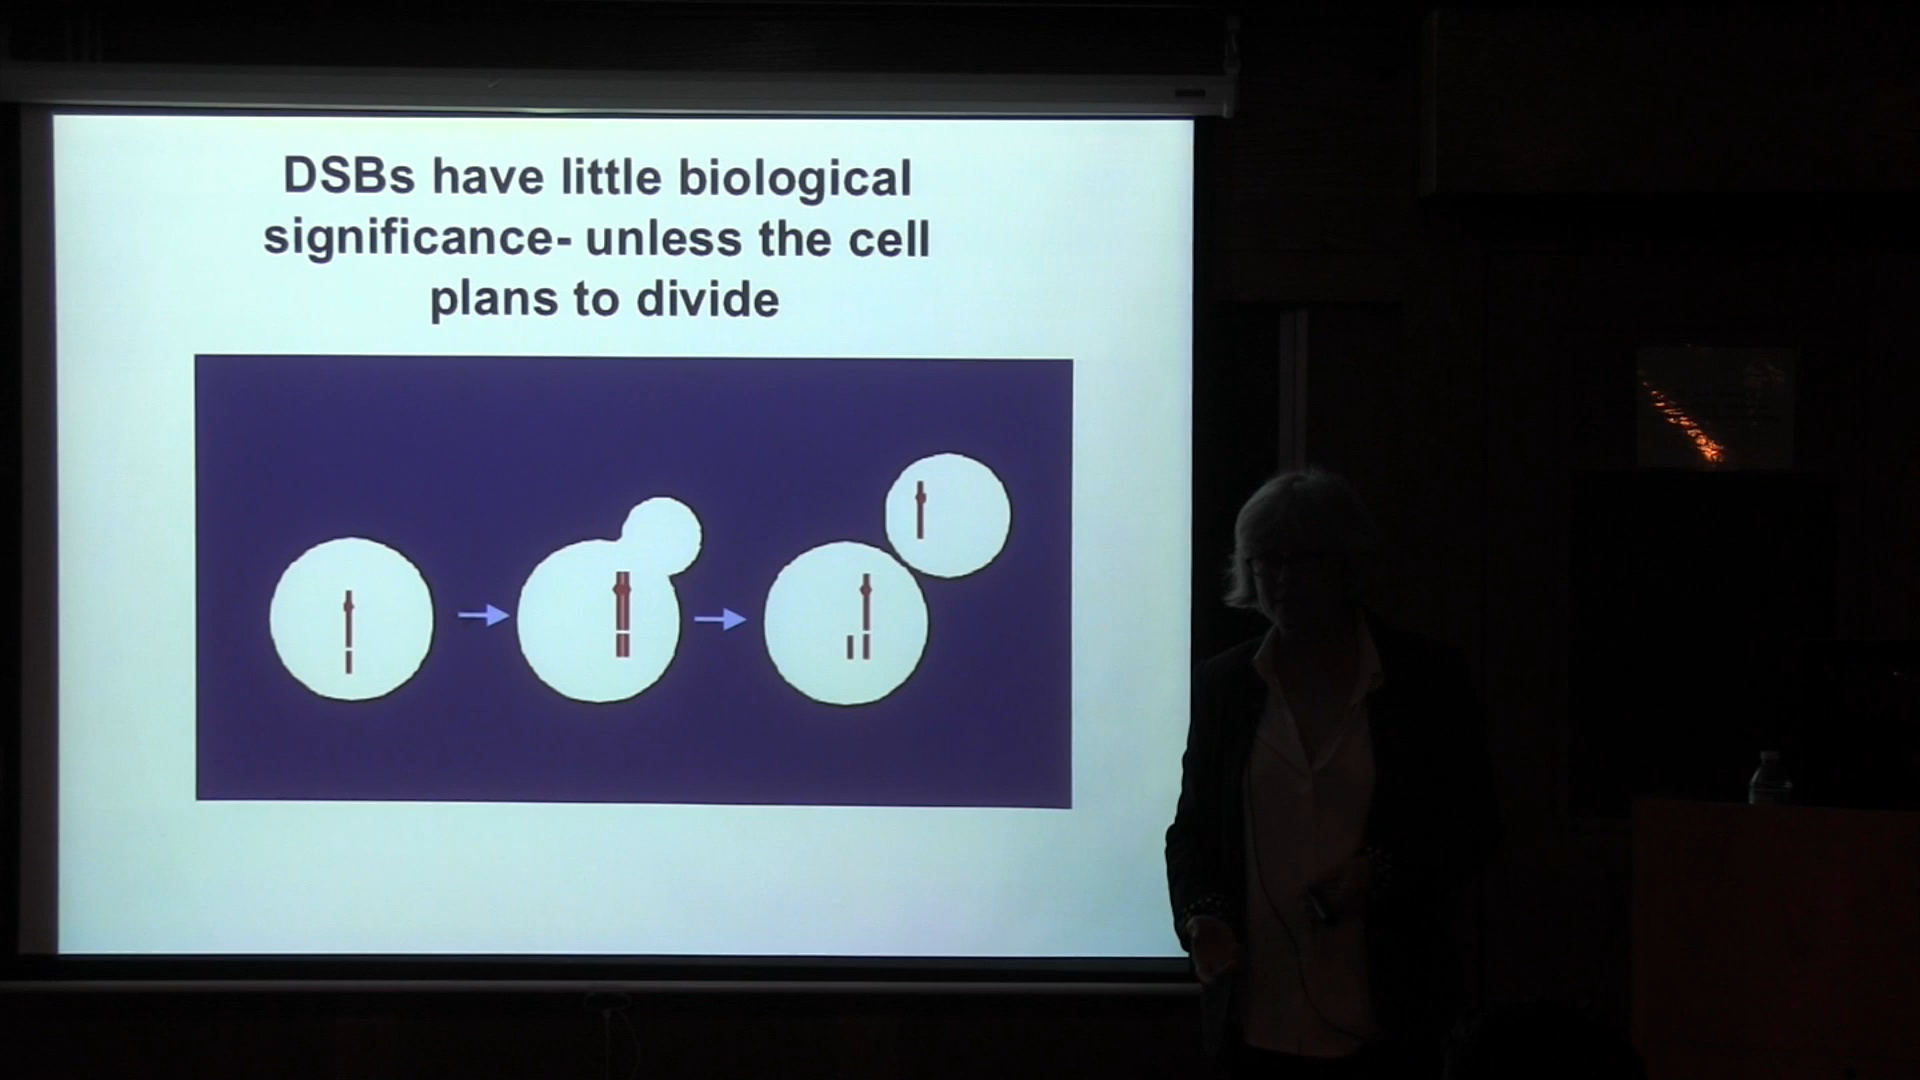 DSBs have little biological
significance- unless the cell
plans to divide